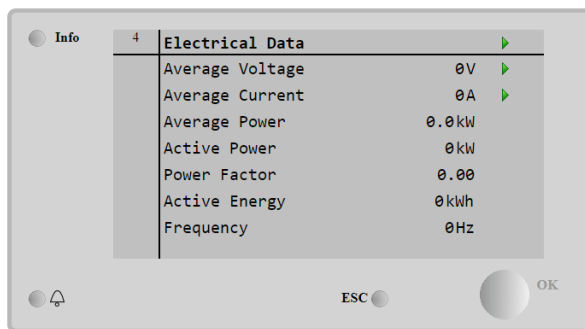 Info
4 Electrical Data
Average Voltage 0V
Average Current 0A
Average Power 0.0kW
Active Power 0kW
Power Factor 0.00
Active Energy 0kWh
Frequency 0Hz
ESC OK